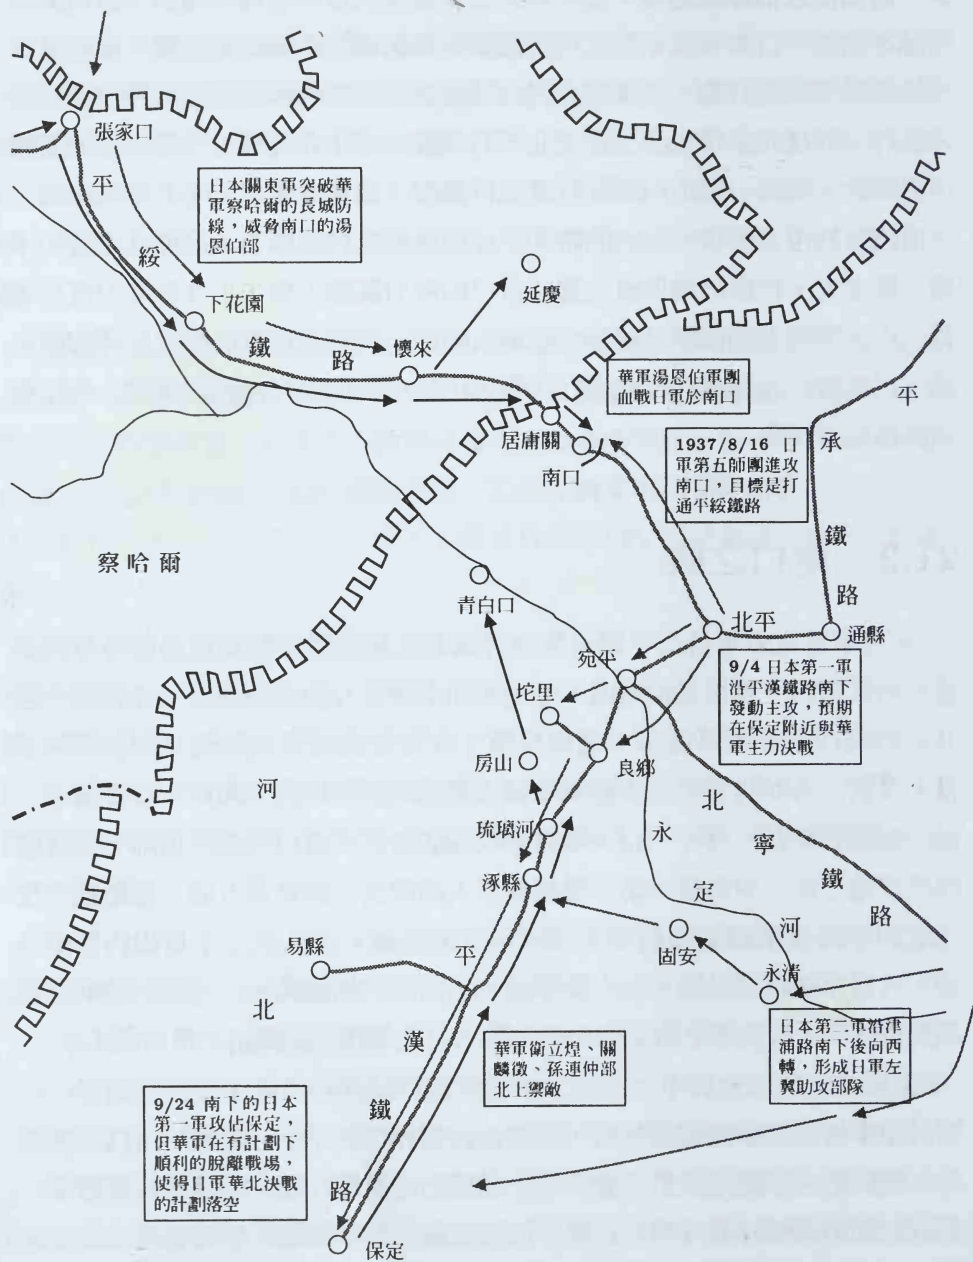 張家口
平
綏
鐵
路
日本關東軍突破華
軍察哈爾的長城防
線，威脅南口的湯
恩伯部
延慶
下花園
懷來
華軍湯恩伯軍團
血戰日軍於南口
平
承
鐵
路
居庸關
南口
1937/8/16 日
軍第五師團進攻
南口，目標是打
通平綏鐵路
察哈爾
青白口
北平
通縣
宛平
9/4 日本第一軍
沿平漢鐵路南下
發動主攻，預期
在保定附近與華
軍主力決戰
坨里
房山
良鄉
河
北
北
寧
鐵
路
琉璃河
永
定
河
涿縣
固安
永清
易縣
平
漢
鐵
路
華軍衛立煌、關
麟徵、孫連仲部
北上禦敵
日本第二軍沿津
浦路南下後向西
轉，形成日軍左
翼助攻部隊
9/24 南下的日本
第一軍攻佔保定，
但華軍在有計劃下
順利的脫離戰場，
使得日軍華北決戰
的計劃落空
保定